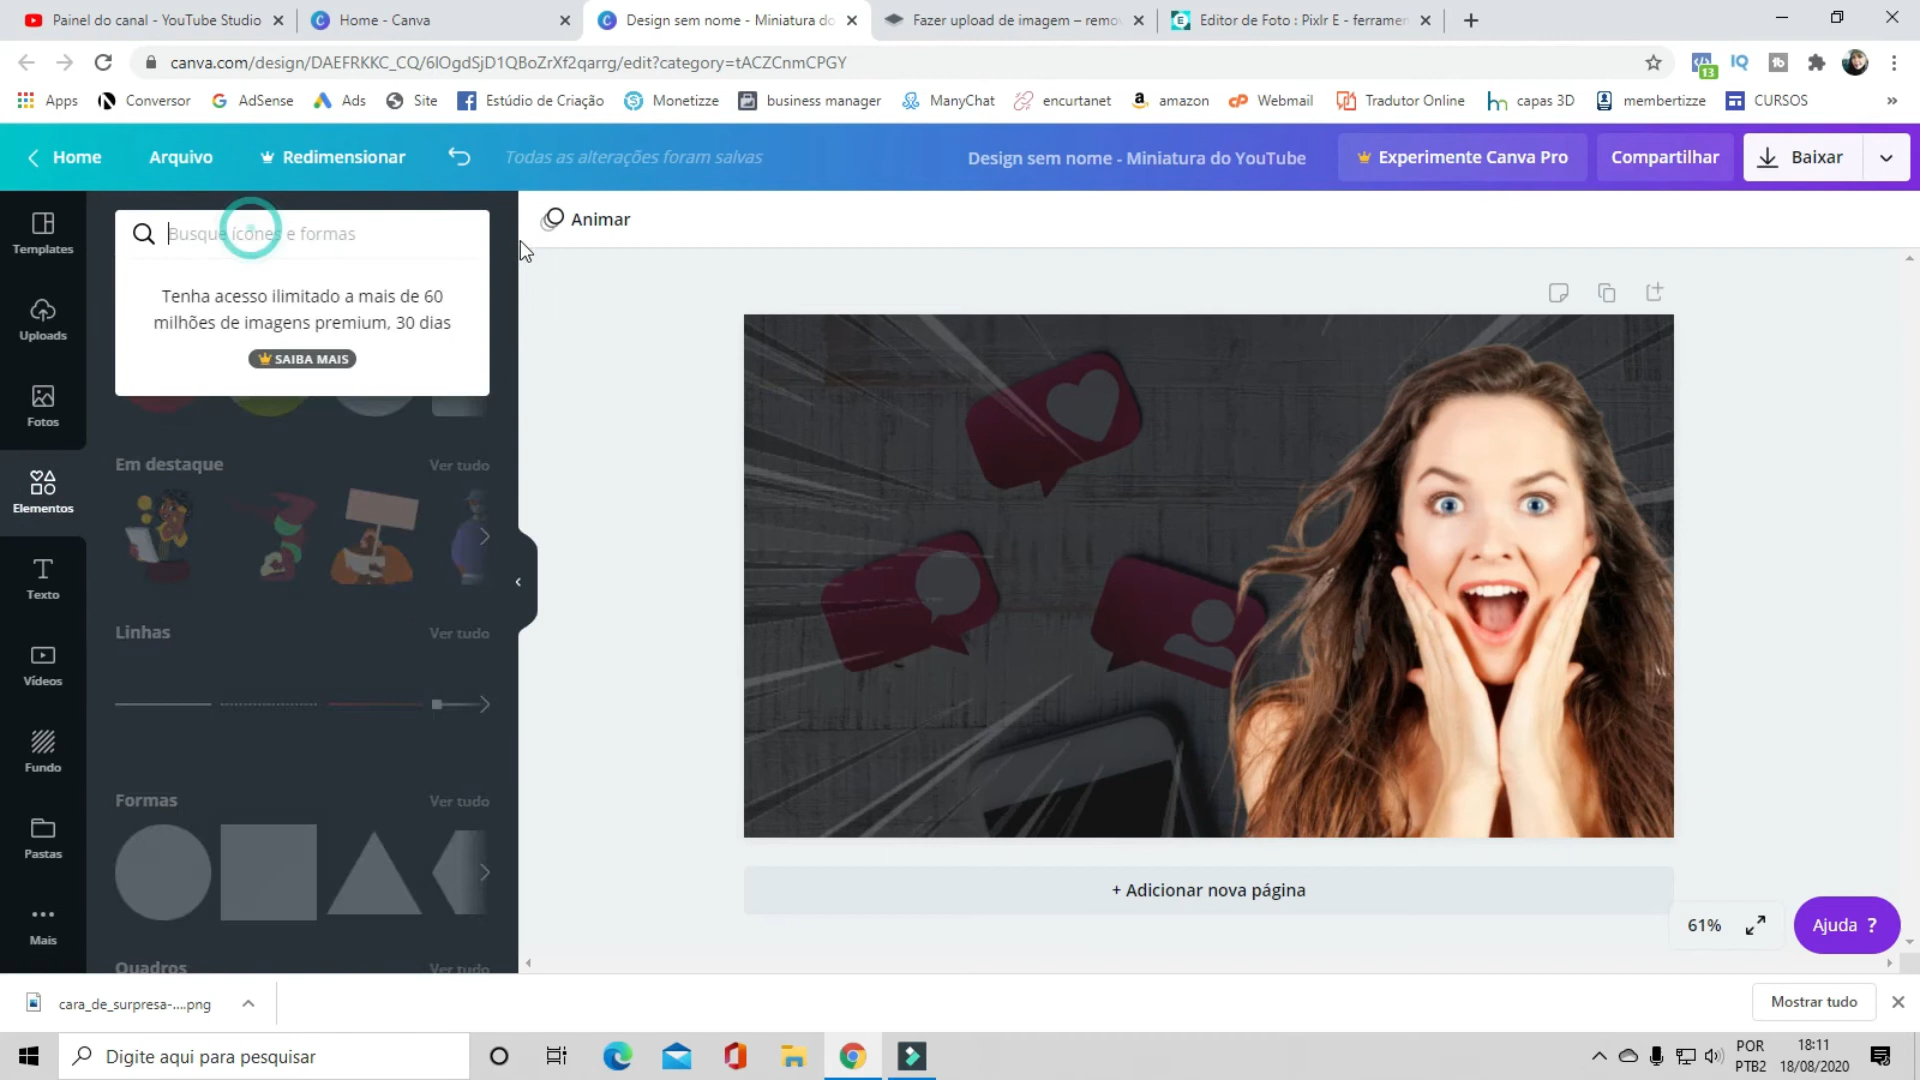 Painel do canal - YouTube Studio
Home - Canva
Design sem nome - Miniatura do
Fazer upload de imagem – remov
Editor de Foto : Pixlr E - ferramen
canva.com/design/DAEFRKKC_CQ/6lOgdSjD1QBoZrXf2qarrg/edit?category=tACZCnmCPGY
13
IQ
Apps
Conversor
AdSense
Ads
Site
Estúdio de Criação
Monetizze
business manager
ManyChat
encurtanet
amazon
Webmail
Tradutor Online
capas 3D
membertizze
CURSOS
Home
Arquivo
Redimensionar
Todas as alterações foram salvas
Design sem nome - Miniatura do YouTube
Experimente Canva Pro
Compartilhar
Baixar
Templates
Uploads
Fotos
Elementos
Texto
Vídeos
Fundo
Pastas
Mais
Busque ícones e formas
Tenha acesso ilimitado a mais de 60
milhões de imagens premium, 30 dias
SAIBA MAIS
Em destaque
Ver tudo
Linhas
Ver tudo
Formas
Ver tudo
Quadros
Ver tudo
Animar
+ Adicionar nova página
61%
Ajuda ?
cara_de_surpresa-....png
Mostrar tudo
Digite aqui para pesquisar
POR
PTB2
18:11
18/08/2020